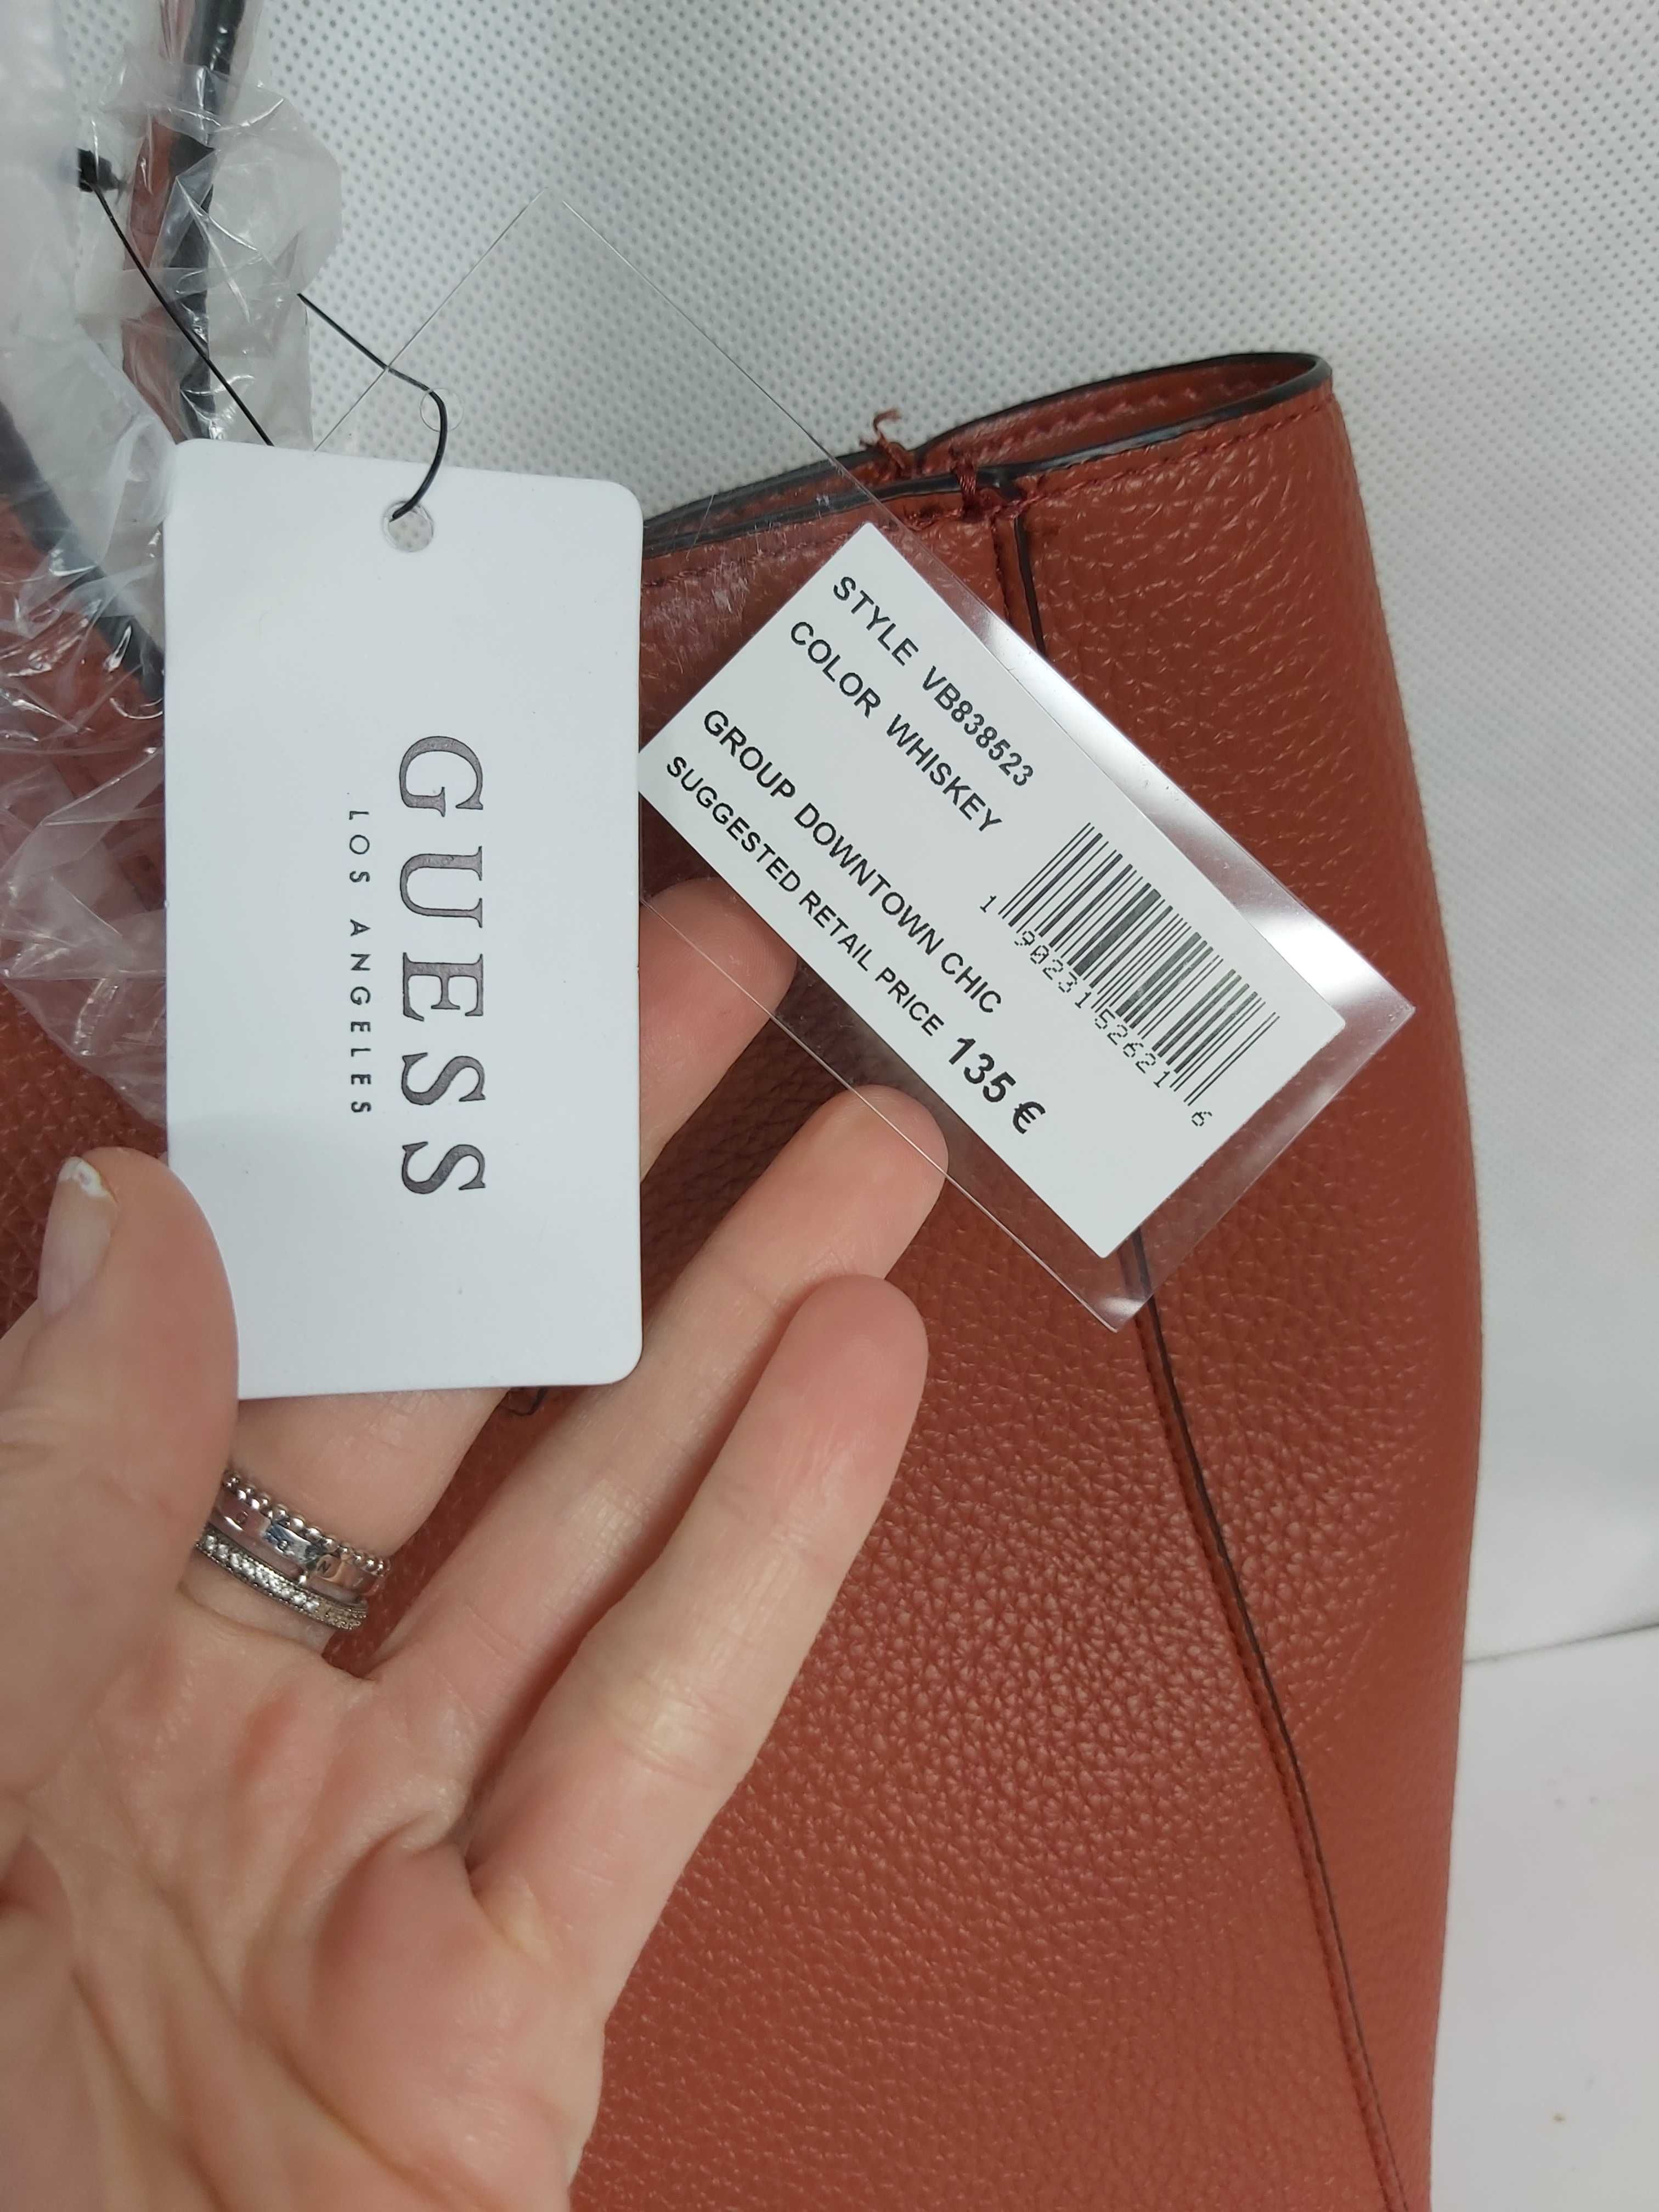 GUESS
LOS ANGELES
STYLE VB838523
COLOR WHISKEY
1 90231 52621 6
GROUP DOWNTOWN CHIC
SUGGESTED RETAIL PRICE 135 €